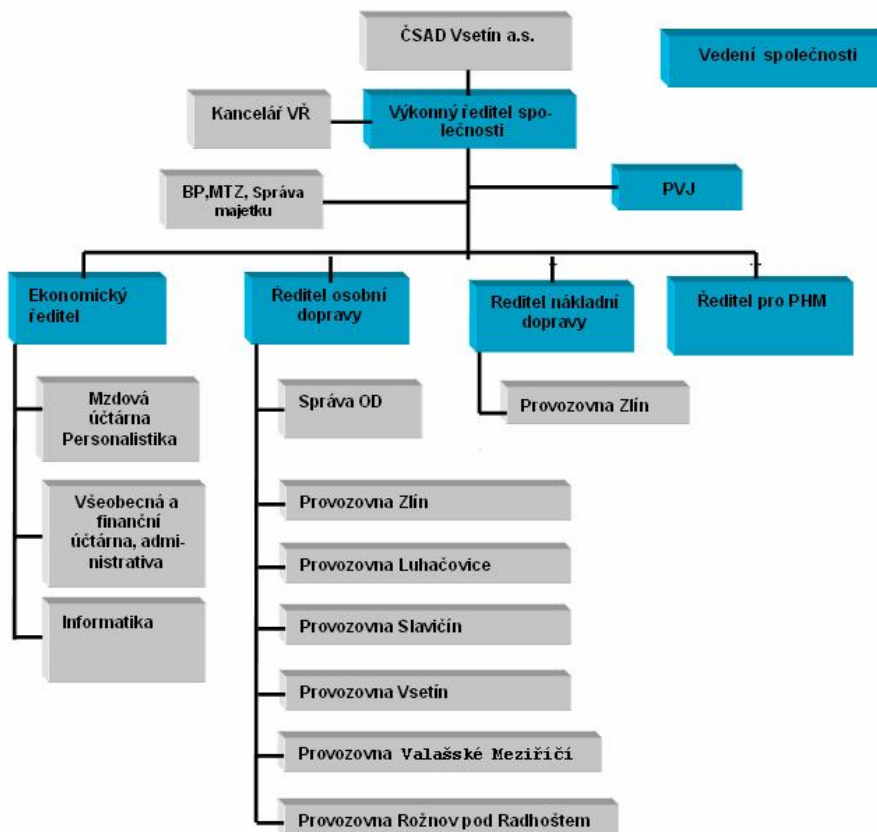 ČSAD Vsetín a.s.
Vedení společnosti
Kancelář VŘ
Výkonný ředitel spo-
lečnosti
BP,MTZ, Správa
majetku
PVJ
Ekonomický
ředitel
Ředitel osobní
dopravy
Ředitel nákladní
dopravy
Ředitel pro PHM
Mzdová
účtárna
Personalistika
Všeobecná a
finanční
účtárna, admi-
nistrativa
Informatika
Správa OD
Provozovna Zlín
Provozovna Luhačovice
Provozovna Slavičín
Provozovna Vsetín
Provozovna Valašské Meziříčí
Provozovna Rožnov pod Radhoštem
Provozovna Zlín